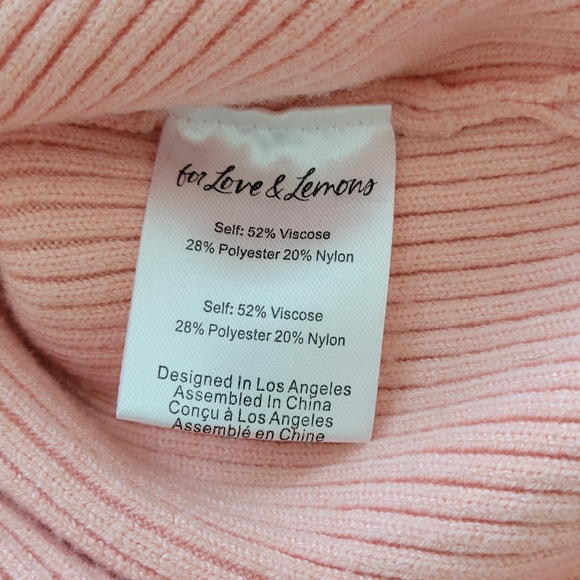 for Love & Lemons
Self: 52% Viscose
28% Polyester 20% Nylon
Self: 52% Viscose
28% Polyester 20% Nylon
Designed In Los Angeles
Assembled In China
Conçu à Los Angeles
Assemblé en Chine